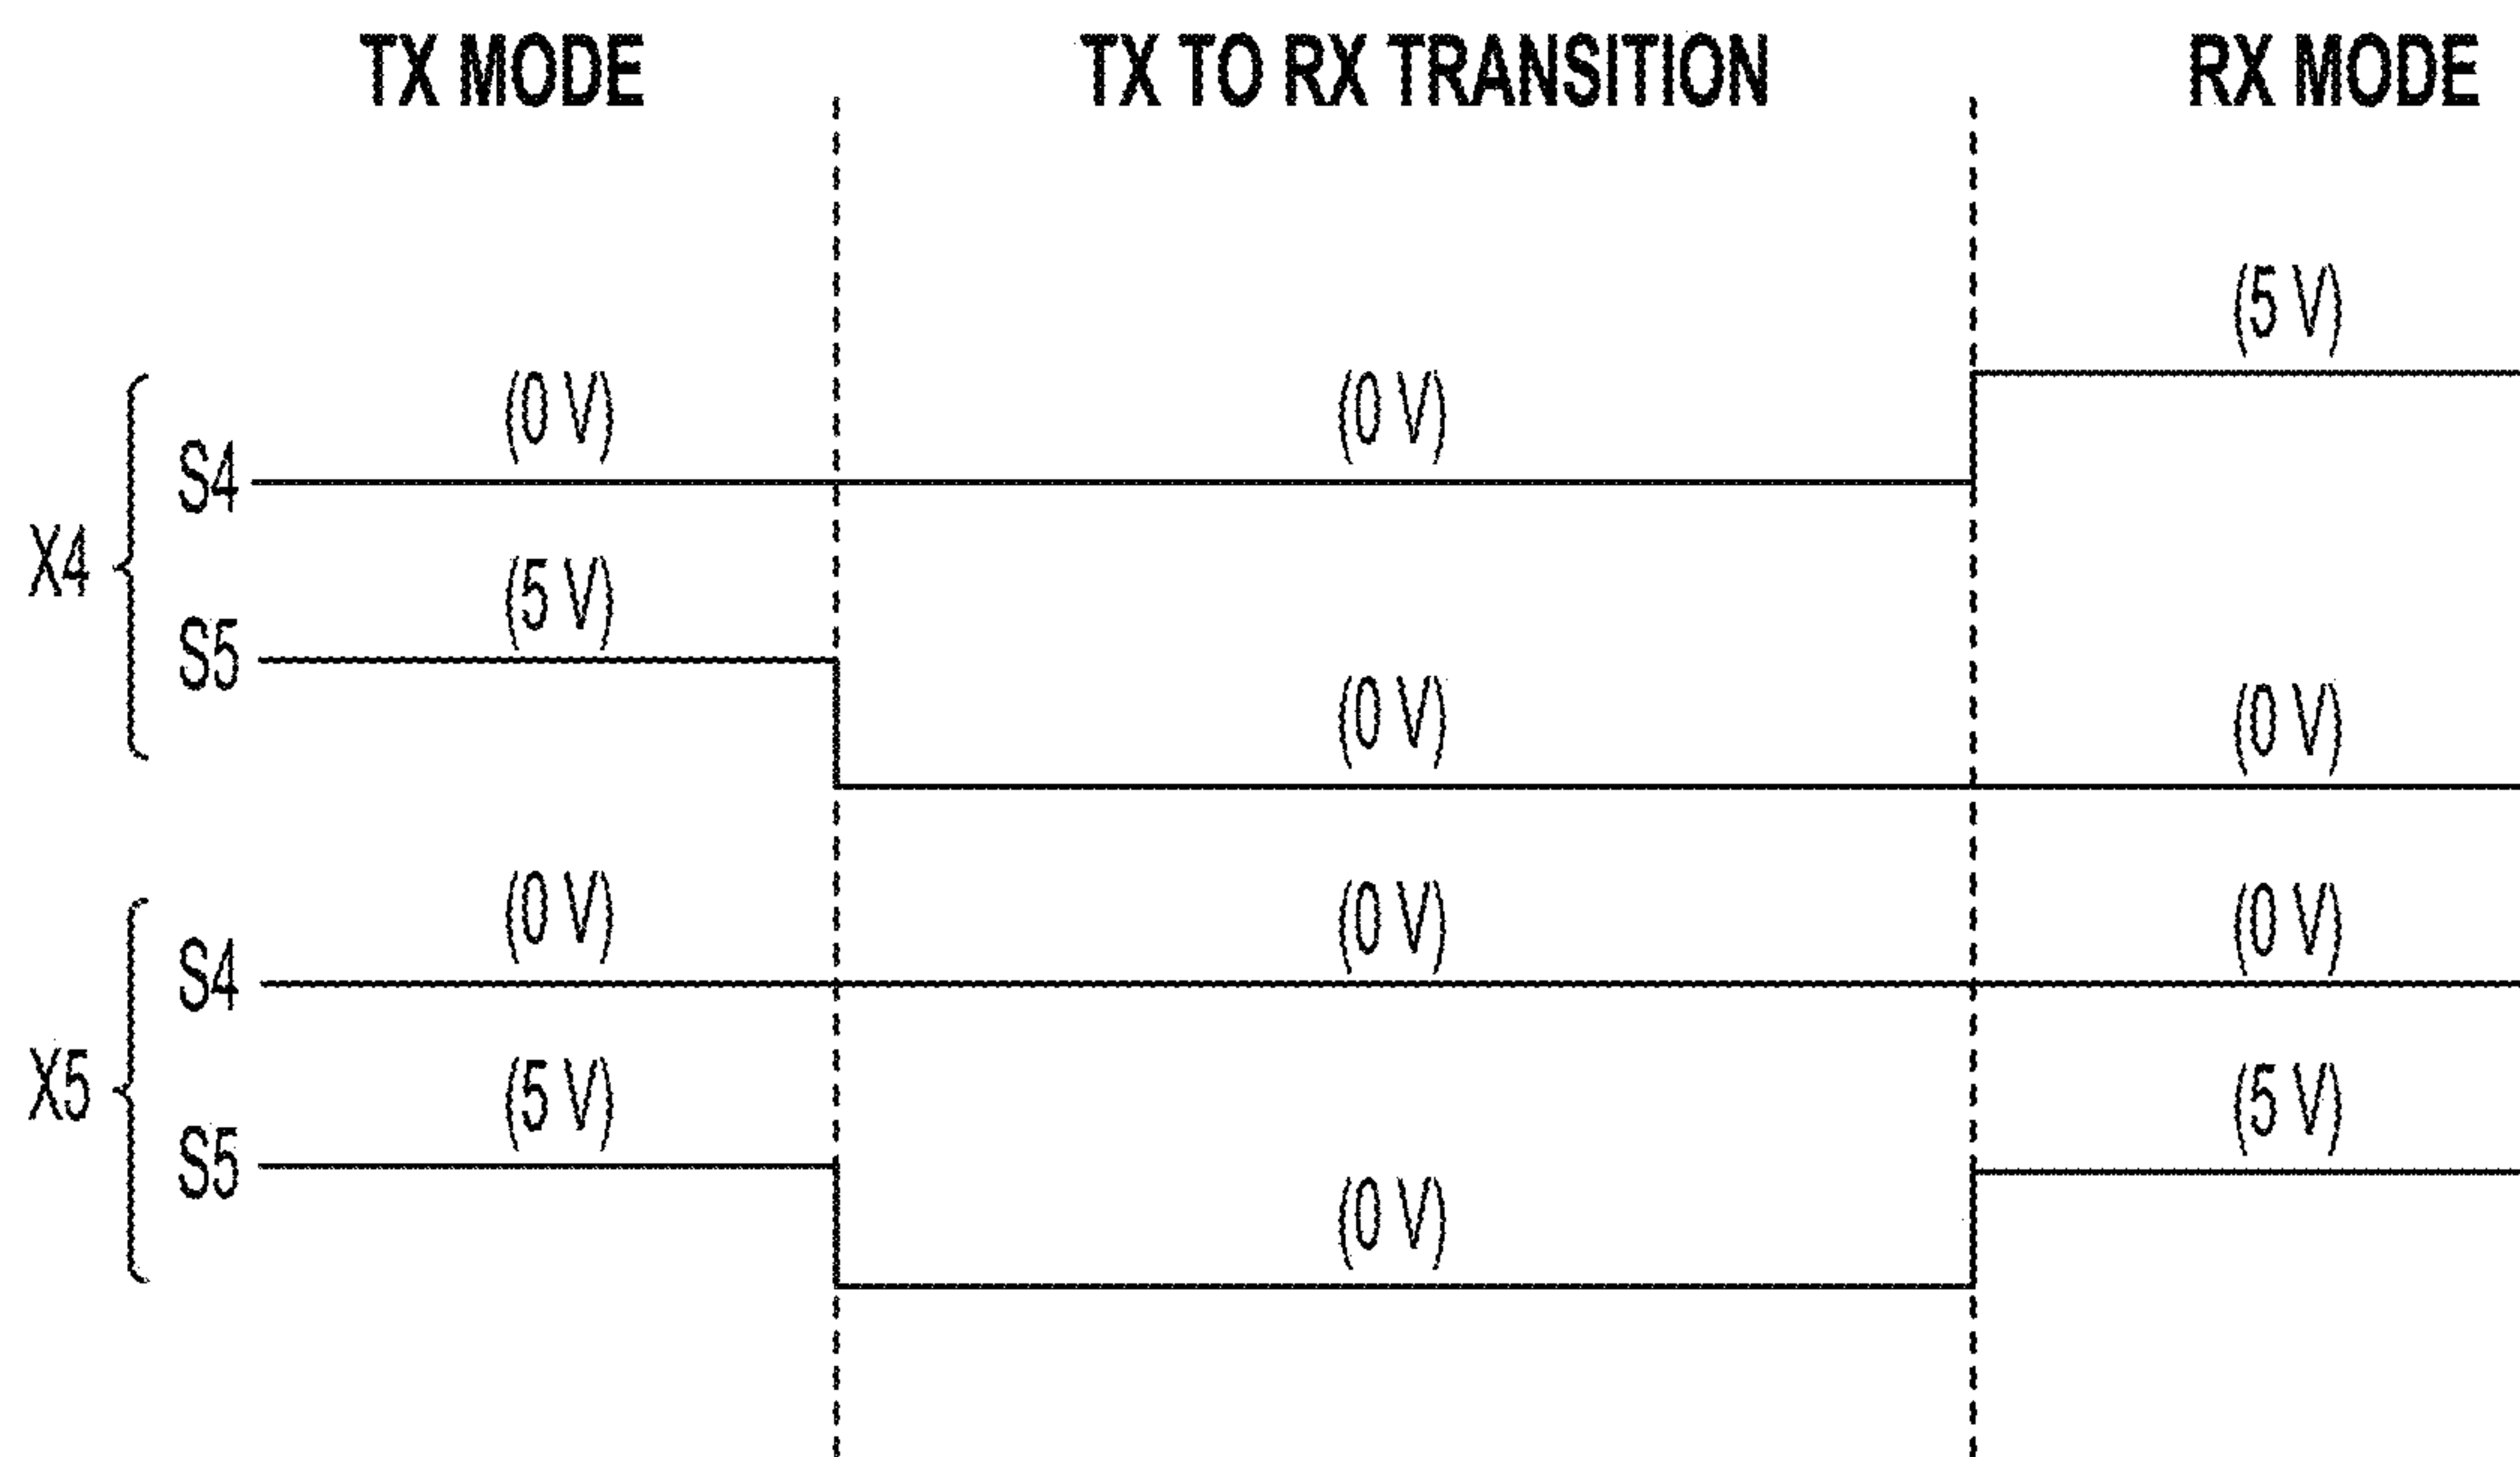 TX MODE TX TO RX TRANSITION RX MODE
(5 V)
(0 V) (0 V)
S4
X4
(5 V)
S5
(0 V) (0 V)
(0 V) (0 V) (0 V)
S4
X5
(5 V) (5 V)
S5
(0 V)